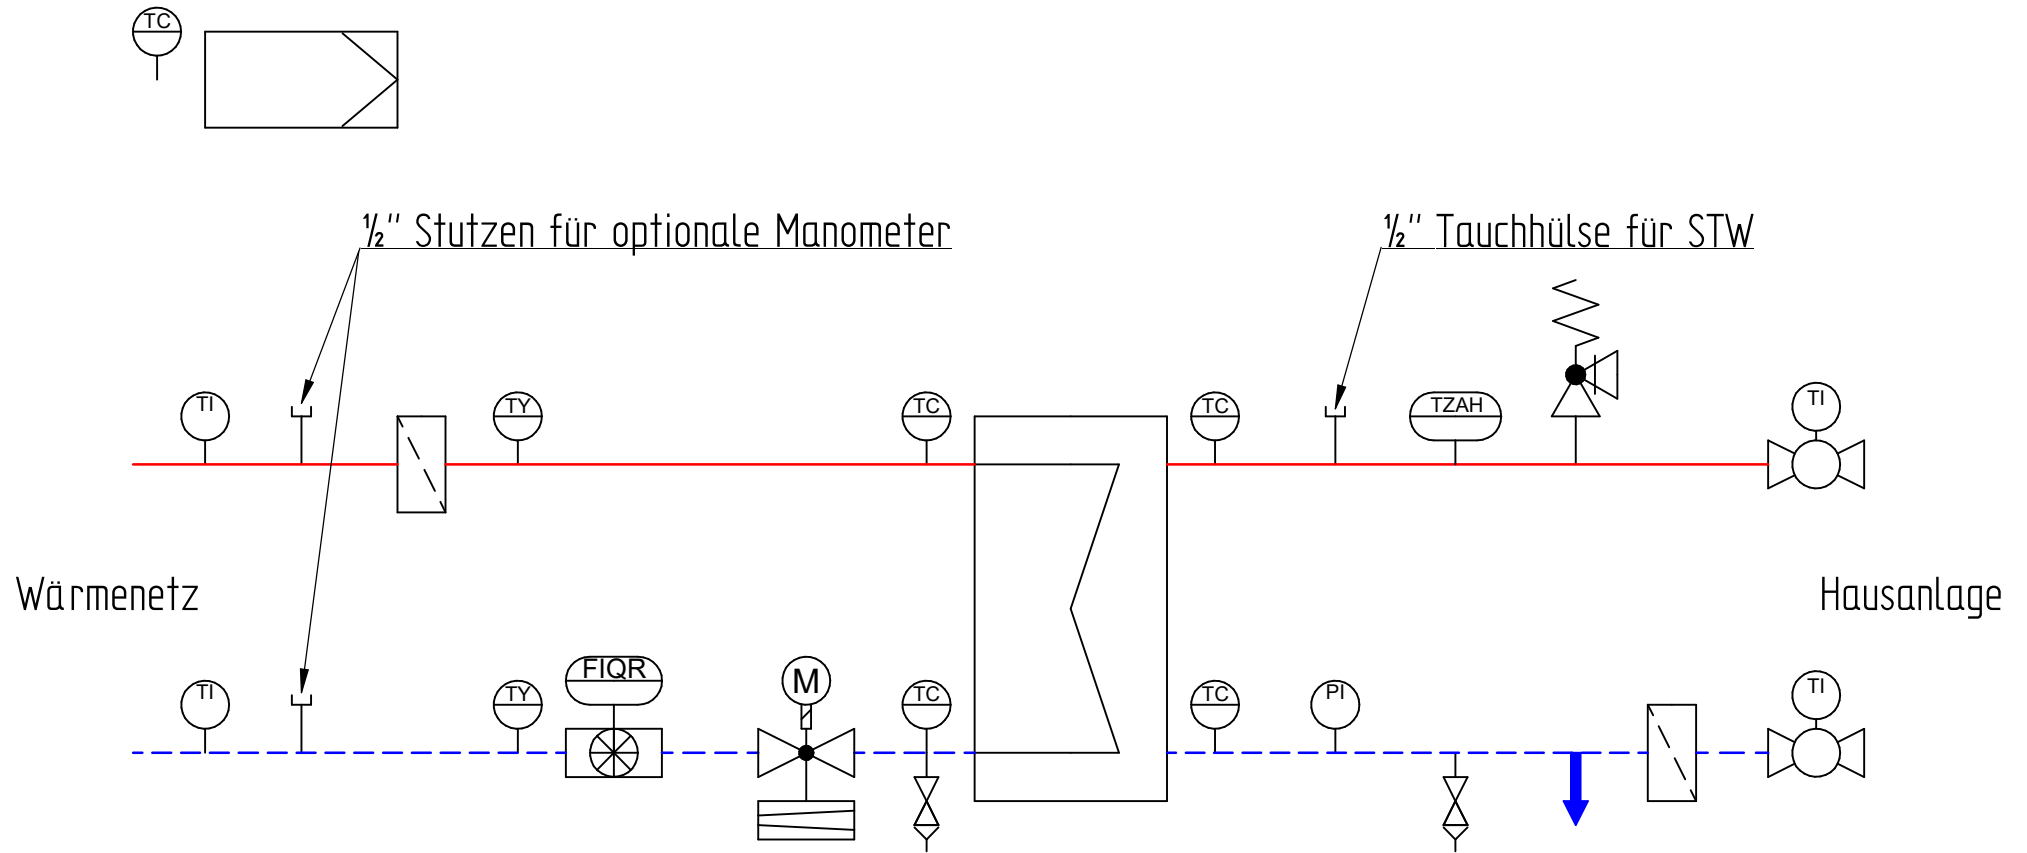 TC
½" Stutzen für optionale Manometer
½" Tauchhülse für STW
TI
TY
TC
TC
TZAH
TI
Wärmenetz
Hausanlage
TI
TY
FIQR
M
TC
TC
PI
TI